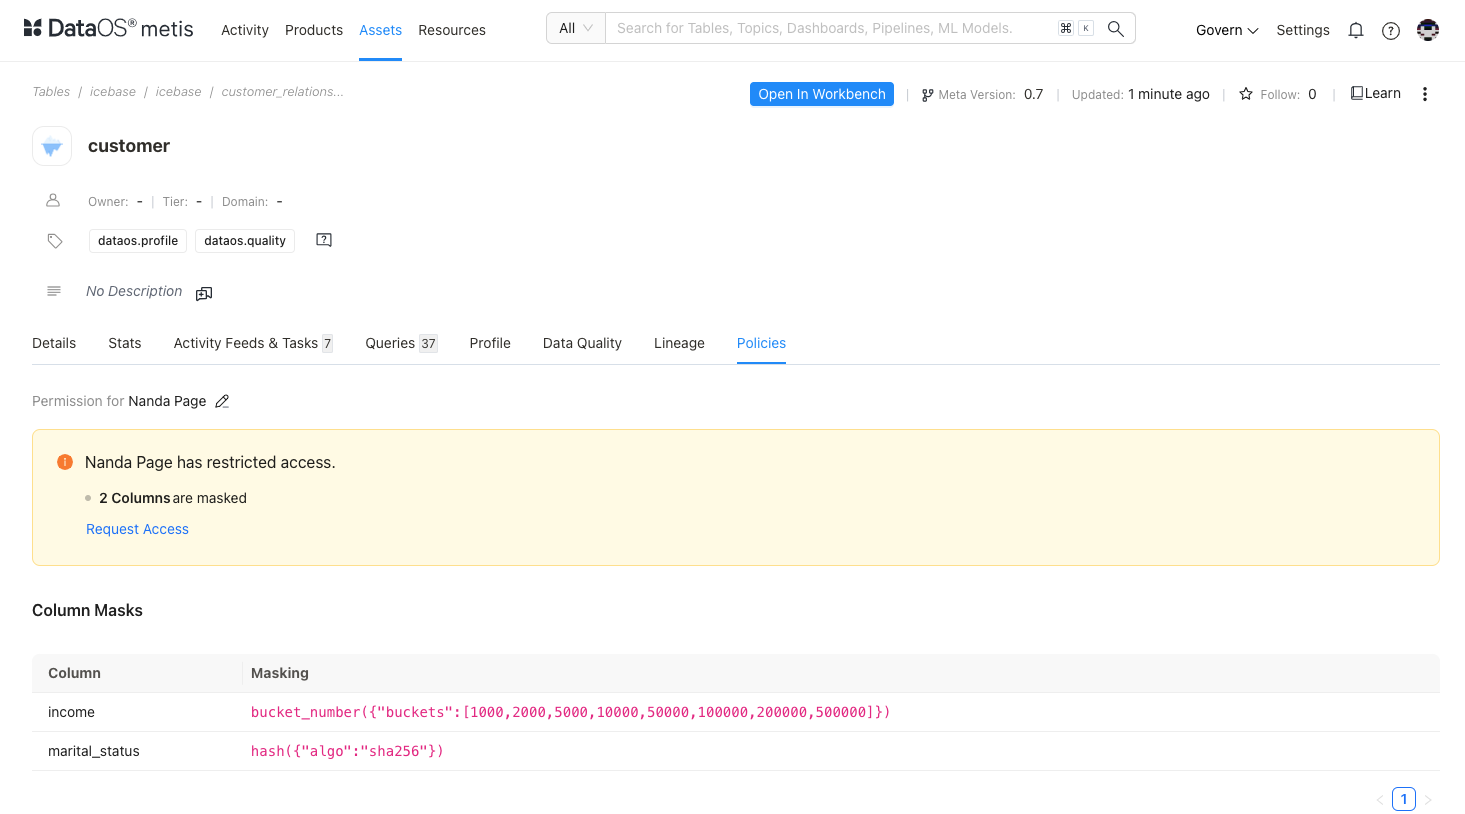 DataOS® metis Activity Products Assets Resources All Search for Tables, Topics, Dashboards, Pipelines, ML Models. ⌘ K Govern Settings
Tables / icebase / icebase / customer_relations... Open In Workbench | Meta Version: 0.7 | Updated: 1 minute ago | Follow: 0 | Learn
customer
Owner: - | Tier: - | Domain: -
dataos.profile dataos.quality
No Description
Details Stats Activity Feeds & Tasks 7 Queries 37 Profile Data Quality Lineage Policies
Permission for Nanda Page
Nanda Page has restricted access.
2 Columns are masked
Request Access
Column Masks
Column Masking
income bucket_number({"buckets":[1000,2000,5000,10000,50000,100000,200000,500000]})
marital_status hash({"algo":"sha256"})
< 1 >